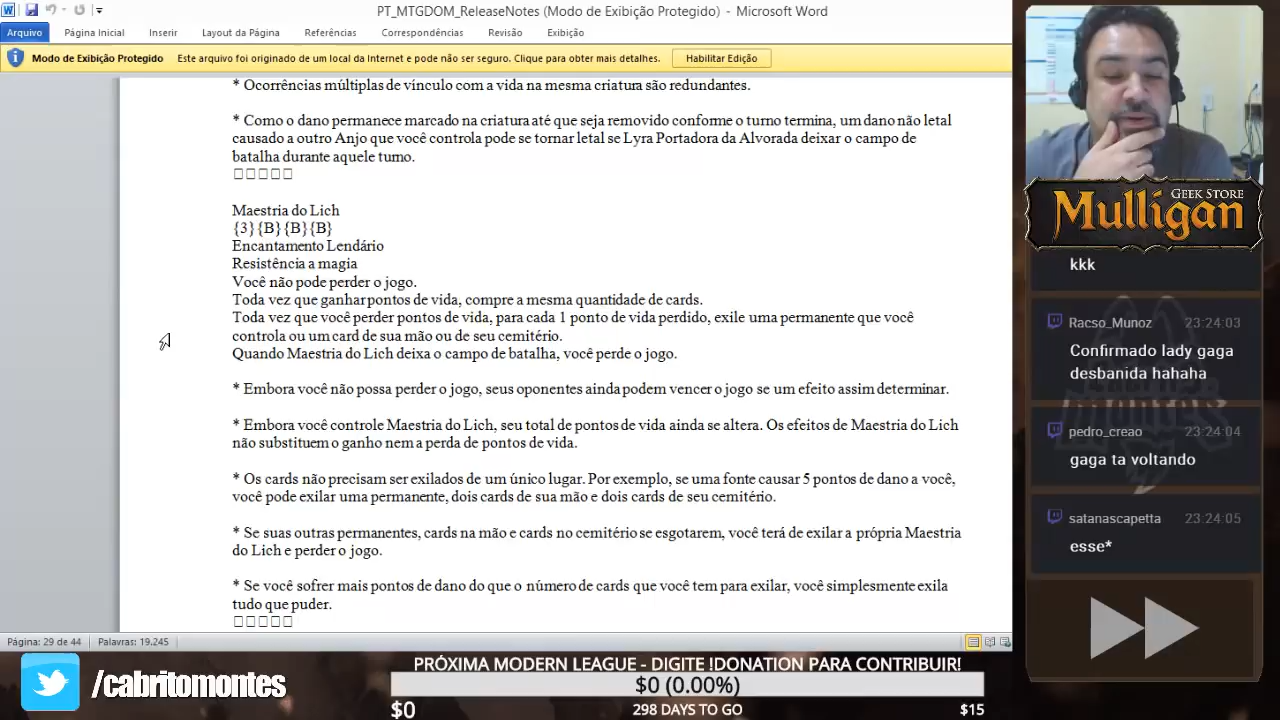 PT_MTGDOM_ReleaseNotes (Modo de Exibição Protegido) - Microsoft Word
Arquivo Página Inicial Inserir Layout da Página Referências Correspondências Revisão Exibição
Modo de Exibição Protegido Este arquivo foi originado de um local da Internet e pode não ser seguro. Clique para obter mais detalhes. Habilitar Edição
* Ocorrências múltiplas de vínculo com a vida na mesma criatura são redundantes.
* Como o dano permanece marcado na criatura até que seja removido conforme o turno termina, um dano não letal
causado a outro Anjo que você controla pode se tornar letal se Lyra Portadora da Alvorada deixar o campo de
batalha durante aquele turno.
Maestria do Lich
{3}{B}{B}{B}
Encantamento Lendário
Resistência a magia
Você não pode perder o jogo.
Toda vez que ganhar pontos de vida, compre a mesma quantidade de cards.
Toda vez que você perder pontos de vida, para cada 1 ponto de vida perdido, exile uma permanente que você
controla ou um card de sua mão ou de seu cemitério.
Quando Maestria do Lich deixa o campo de batalha, você perde o jogo.
* Embora você não possa perder o jogo, seus oponentes ainda podem vencer o jogo se um efeito assim determinar.
* Embora você controle Maestria do Lich, seu total de pontos de vida ainda se altera. Os efeitos de Maestria do Lich
não substituem o ganho nem a perda de pontos de vida.
* Os cards não precisam ser exilados de um único lugar. Por exemplo, se uma fonte causar 5 pontos de dano a você,
você pode exilar uma permanente, dois cards de sua mão e dois cards de seu cemitério.
* Se suas outras permanentes, cards na mão e cards no cemitério se esgotarem, você terá de exilar a própria Maestria
do Lich e perder o jogo.
* Se você sofrer mais pontos de dano do que o número de cards que você tem para exilar, você simplesmente exila
tudo que puder.
Página: 29 de 44 Palavras: 19.245
GEEK STORE
Mulligan
kkk
Racso_Munoz 23:24:03
Confirmado lady gaga
desbanida hahaha
pedro_creao 23:24:04
gaga ta voltando
satanascapetta 23:24:05
esse*
/cabritomontes
PRÓXIMA MODERN LEAGUE - DIGITE !DONATION PARA CONTRIBUIR!
$0 (0.00%)
$0 298 DAYS TO GO $15